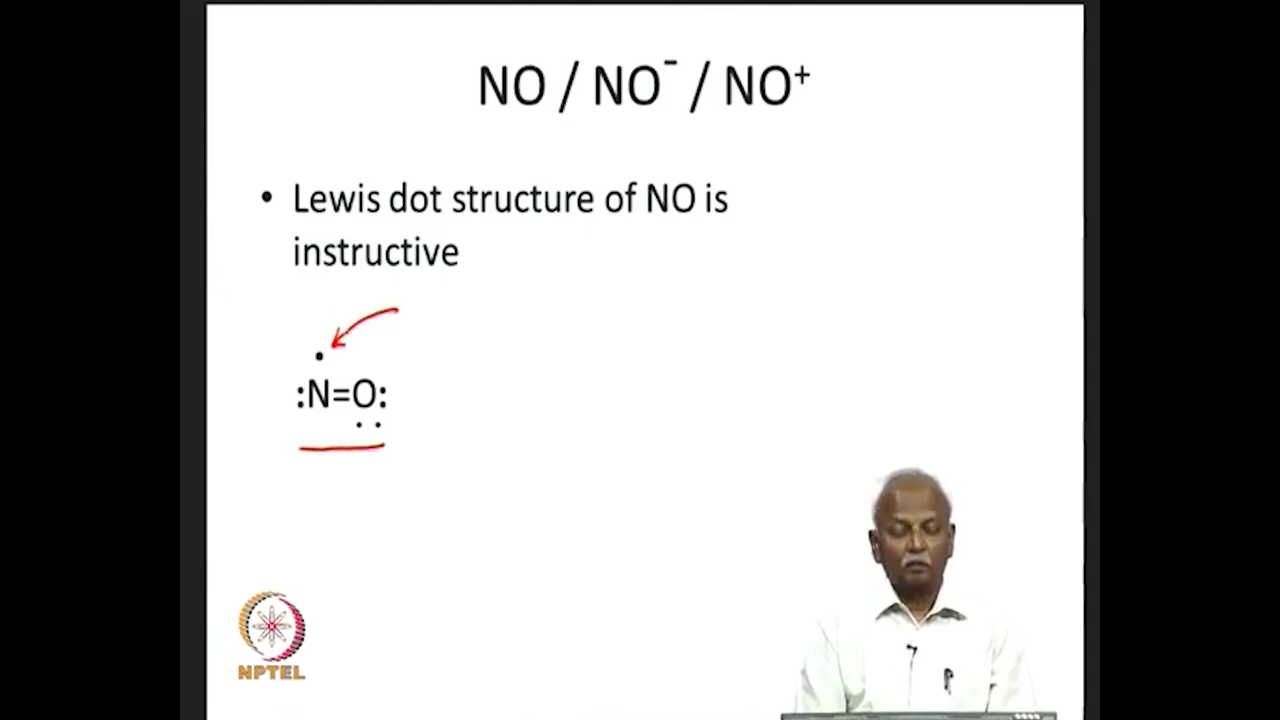 NO / NO⁻ / NO⁺
• Lewis dot structure of NO is
instructive
•
:N=O:
• •
NPTEL